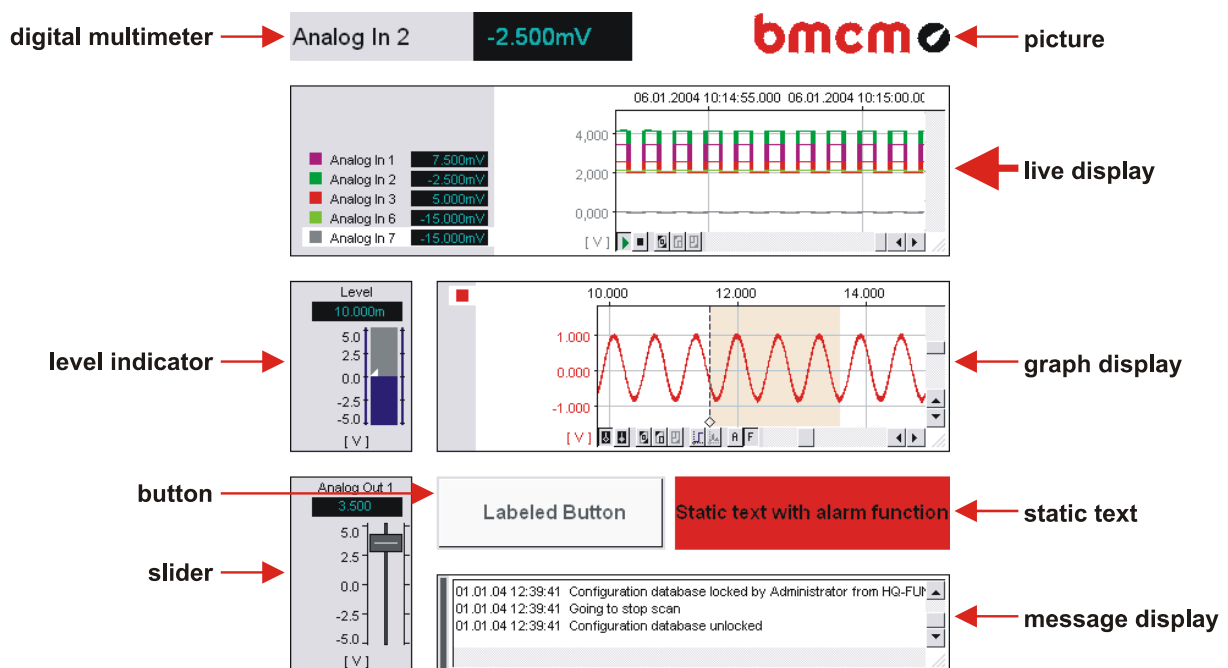 digital multimeter
Analog In 2
-2.500mV
bmcm
picture
06.01.2004 10:14:55.000 06.01.2004 10:15:00.00
4,000
2,000
0,000
[ V ]
Analog In 1 7.500mV
Analog In 2 -2.500mV
Analog In 3 5.000mV
Analog In 6 -15.000mV
Analog In 7 -15.000mV
live display
level indicator
Level
10.000m
5.0
2.5
0.0
-2.5
-5.0
[ V ]
10.000 12.000 14.000
1.000
0.000
-1.000
[ V ]
A F
graph display
button
Labeled Button
Static text with alarm function
static text
slider
Analog Out 1
3.500
5.0
2.5
0.0
-2.5
-5.0
[ V ]
01.01.04 12:39:41 Configuration database locked by Administrator from HQ-FUN
01.01.04 12:39:41 Going to stop scan
01.01.04 12:39:41 Configuration database unlocked
message display